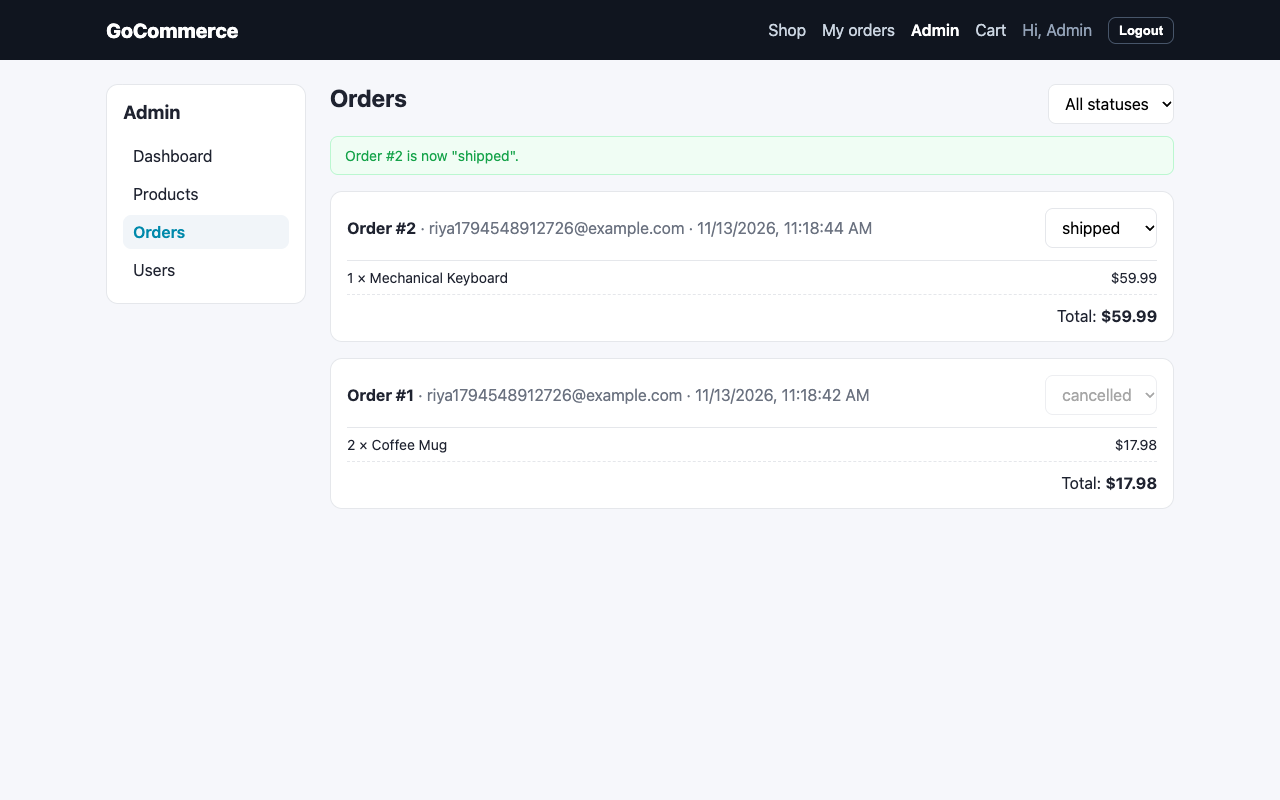 GoCommerce Shop My orders Admin Cart Hi, Admin Logout
Admin
Dashboard
Products
Orders
Users
Orders All statuses
Order #2 is now "shipped".
Order #2 · riya1794548912726@example.com · 11/13/2026, 11:18:44 AM shipped
1 × Mechanical Keyboard $59.99
Total: $59.99
Order #1 · riya1794548912726@example.com · 11/13/2026, 11:18:42 AM cancelled
2 × Coffee Mug $17.98
Total: $17.98